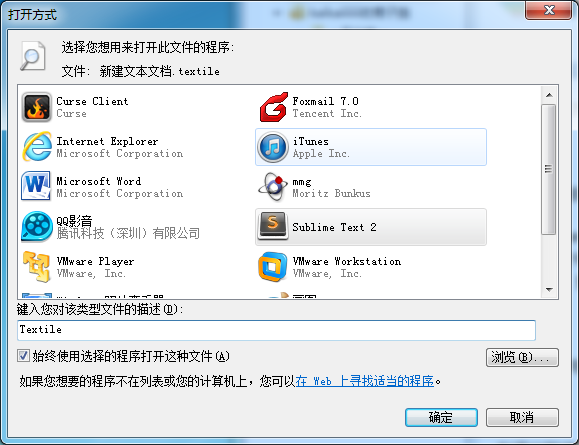 打开方式
选择您想用来打开此文件的程序:
文件: 新建文本文档.textile
Curse Client
Curse
Foxmail 7.0
Tencent Inc.
Internet Explorer
Microsoft Corporation
iTunes
Apple Inc.
Microsoft Word
Microsoft Corporation
mmg
Moritz Bunkus
QQ影音
腾讯科技（深圳）有限公司
Sublime Text 2
VMware Player
VMware, Inc.
VMware Workstation
VMware, Inc.
键入您对该类型文件的描述(D):
Textile
始终使用选择的程序打开这种文件(A)
浏览(B)...
如果您想要的程序不在列表或您的计算机上，您可以在 Web 上寻找适当的程序。
确定
取消